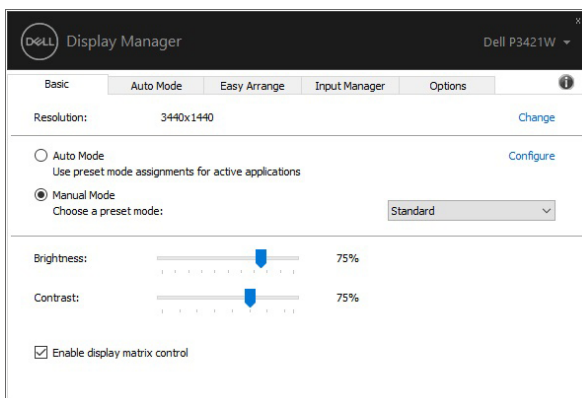 DELL Display Manager
Dell P3421W
x
Basic Auto Mode Easy Arrange Input Manager Options
Resolution: 3440x1440 Change
Auto Mode Configure
Use preset mode assignments for active applications
Manual Mode
Choose a preset mode: Standard
Brightness: 75%
Contrast: 75%
Enable display matrix control